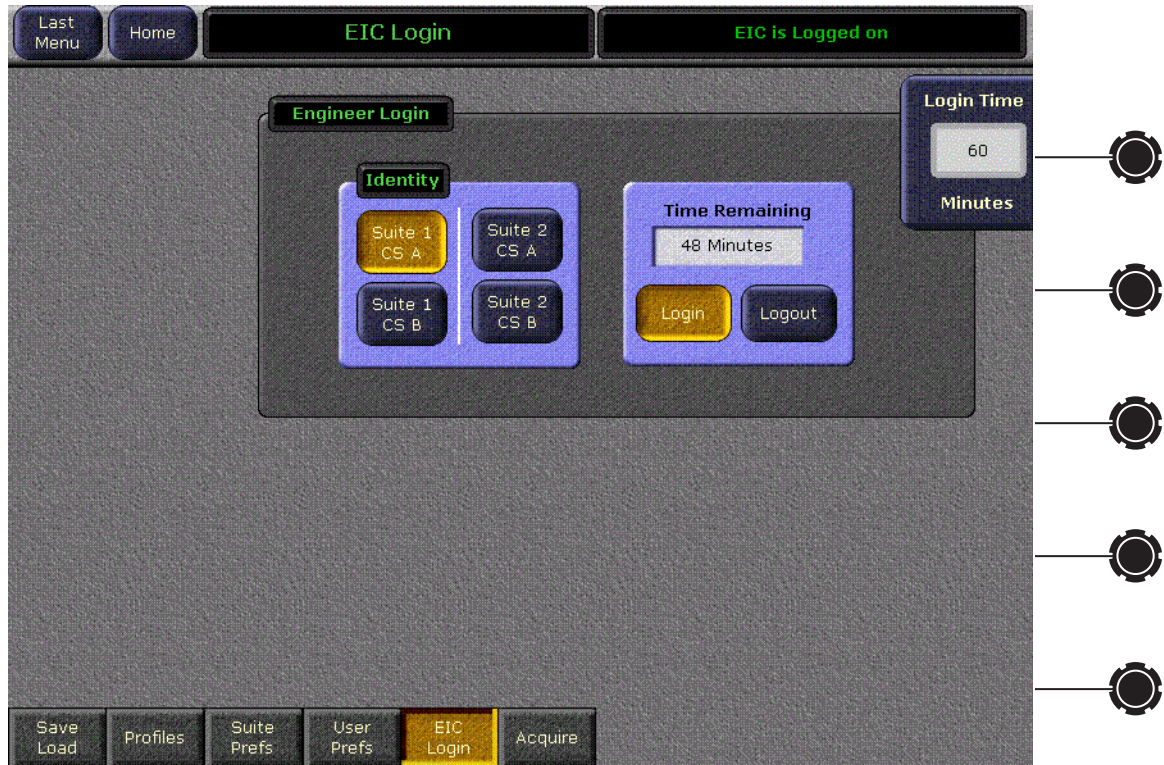 Last
Menu
Home
EIC Login
EIC is Logged on
Login Time
60
Minutes
Engineer Login
Identity
Suite 1
CS A
Suite 2
CS A
Suite 1
CS B
Suite 2
CS B
Time Remaining
48 Minutes
Login
Logout
Save
Load
Profiles
Suite
Prefs
User
Prefs
EIC
Login
Acquire